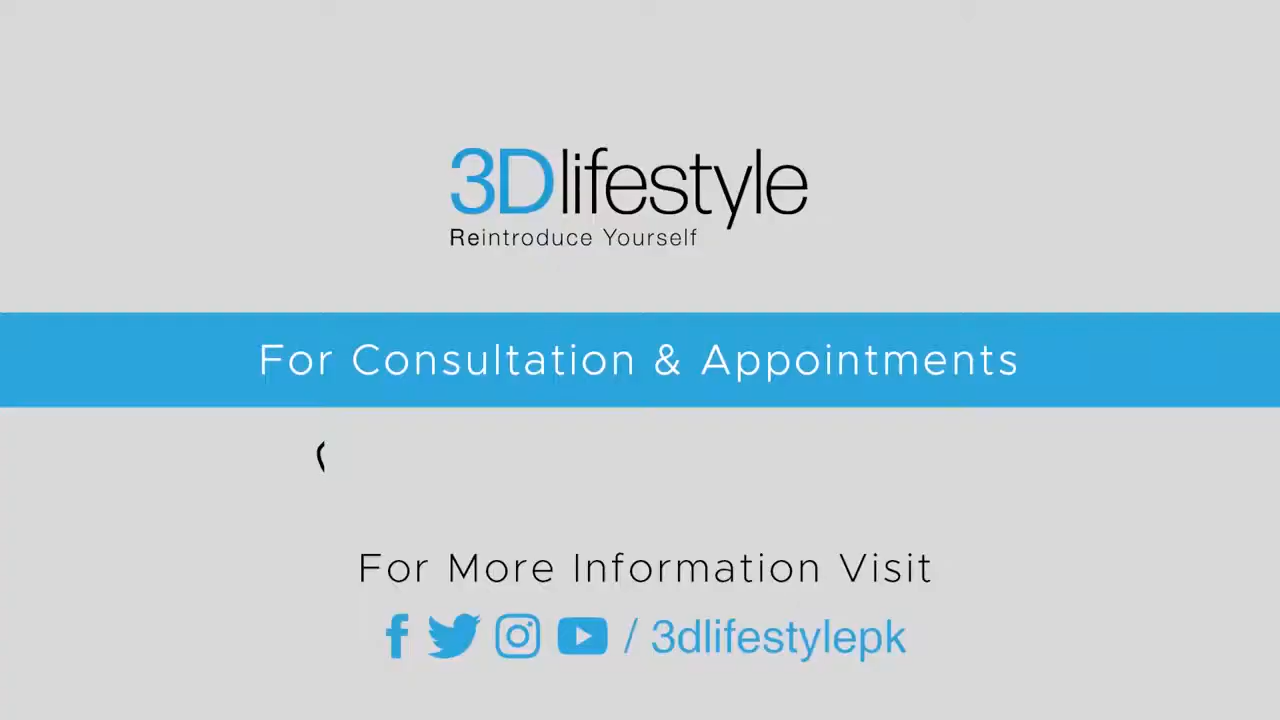 3Dlifestyle
Reintroduce Yourself
For Consultation & Appointments
For More Information Visit
/ 3dlifestylepk